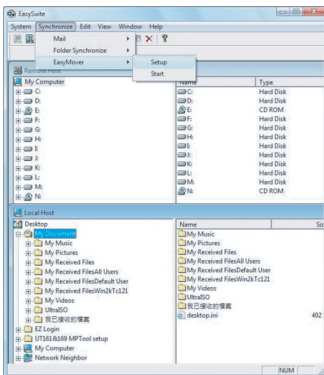 EasySuite
System Synchronize Edit View Window Help
Mail
Folder Synchronize
EasyMover
Setup
Start
Remote Host
My Computer
C:
D:
E:
F:
G:
H:
I:
J:
K:
L:
M:
N:
Name Type
C: Hard Disk
D: Hard Disk
E: CD ROM
F: Hard Disk
G: Hard Disk
H: Hard Disk
I: Hard Disk
J: Hard Disk
K: Hard Disk
L: Hard Disk
M: Hard Disk
N: CD ROM
Local Host
Desktop
My Document
My Music
My Pictures
My Received Files
My Received FilesAll Users
My Received FilesDefault User
My Received FilesWin2kTc121
My Videos
UltraISO
我已接收的檔案
EZ Login
UT161&169 MPTool setup
My Computer
Network Neighbor
Name Siz
My Music
My Pictures
My Received Files
My Received FilesAll Users
My Received FilesDefault User
My Received FilesWin2kTc121
My Videos
UltraISO
我已接收的檔案
desktop.ini 402
NUM